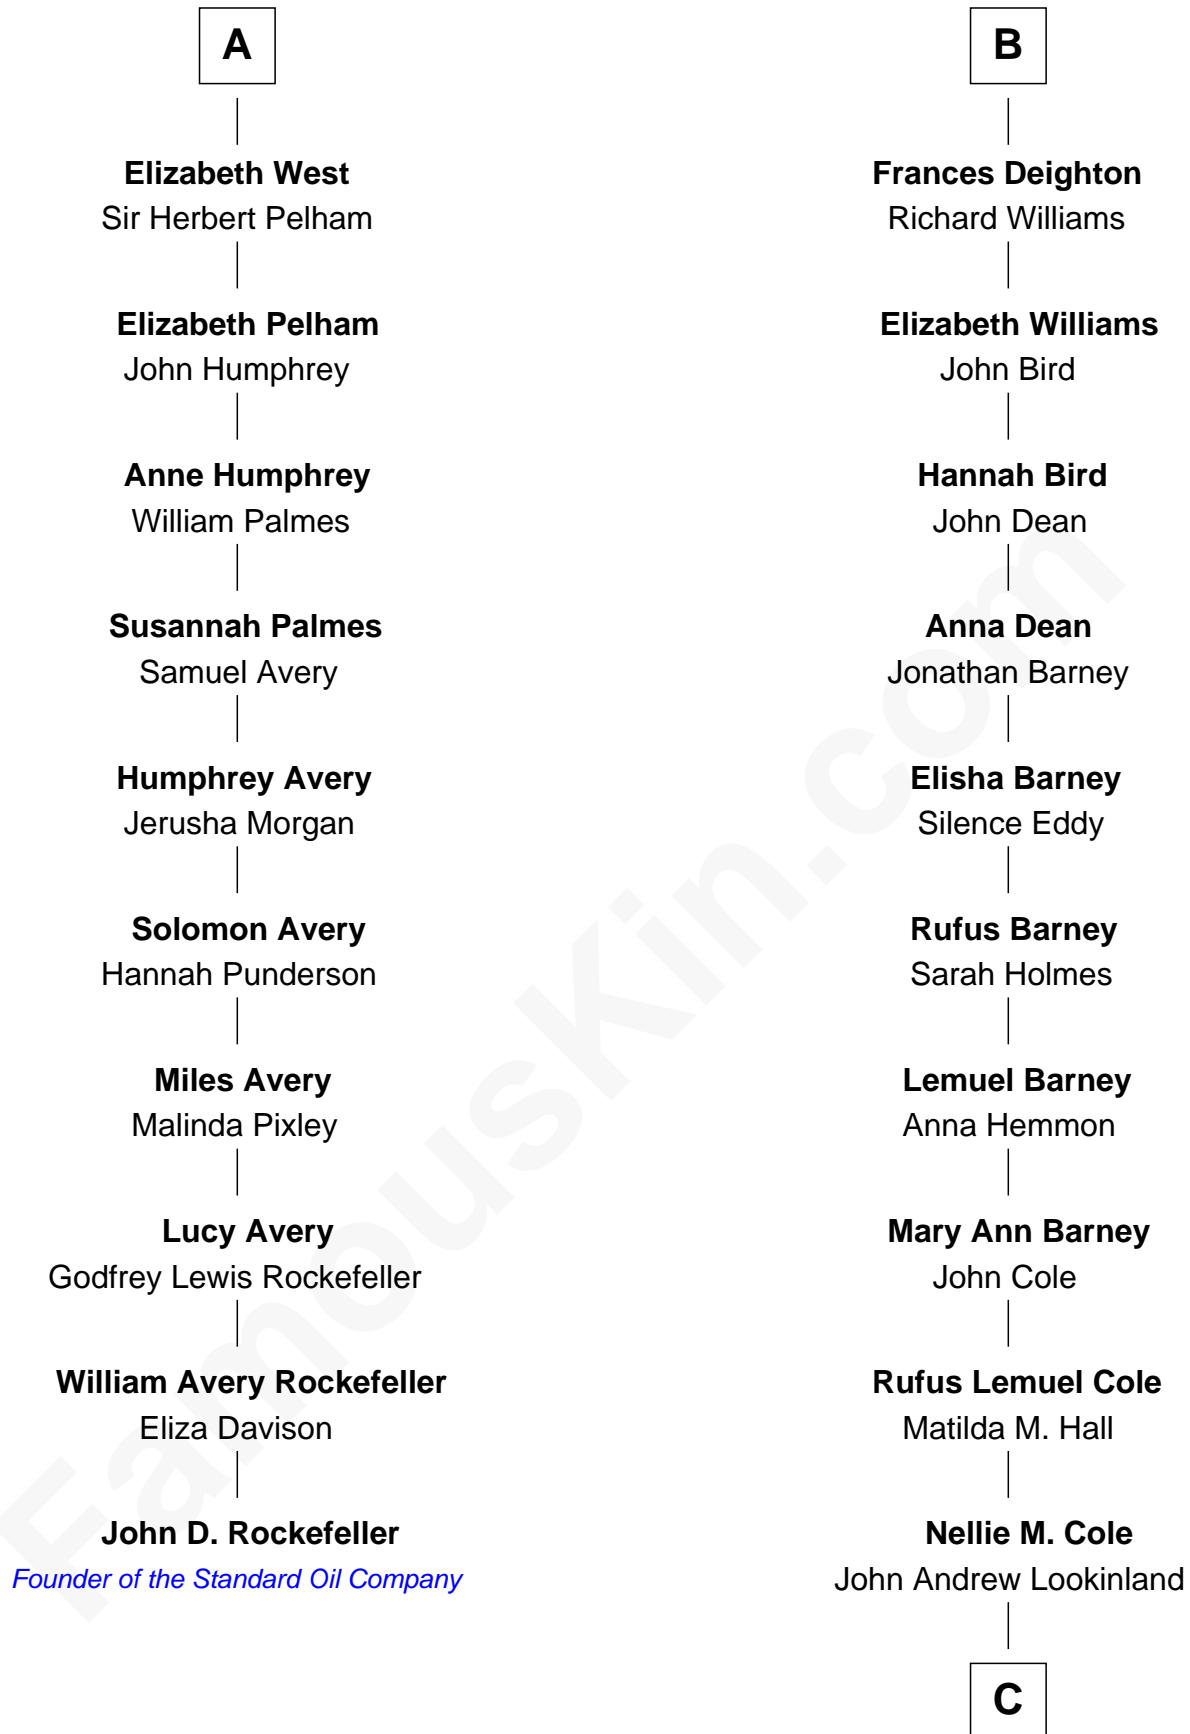 A
Elizabeth West
Sir Herbert Pelham
Elizabeth Pelham
John Humphrey
Anne Humphrey
William Palmes
Susannah Palmes
Samuel Avery
Humphrey Avery
Jerusha Morgan
Solomon Avery
Hannah Punderson
Miles Avery
Malinda Pixley
Lucy Avery
Godfrey Lewis Rockefeller
William Avery Rockefeller
Eliza Davison
John D. Rockefeller
Founder of the Standard Oil Company
B
Frances Deighton
Richard Williams
Elizabeth Williams
John Bird
Hannah Bird
John Dean
Anna Dean
Jonathan Barney
Elisha Barney
Silence Eddy
Rufus Barney
Sarah Holmes
Lemuel Barney
Anna Hemmon
Mary Ann Barney
John Cole
Rufus Lemuel Cole
Matilda M. Hall
Nellie M. Cole
John Andrew Lookinland
C
FamousKin.com